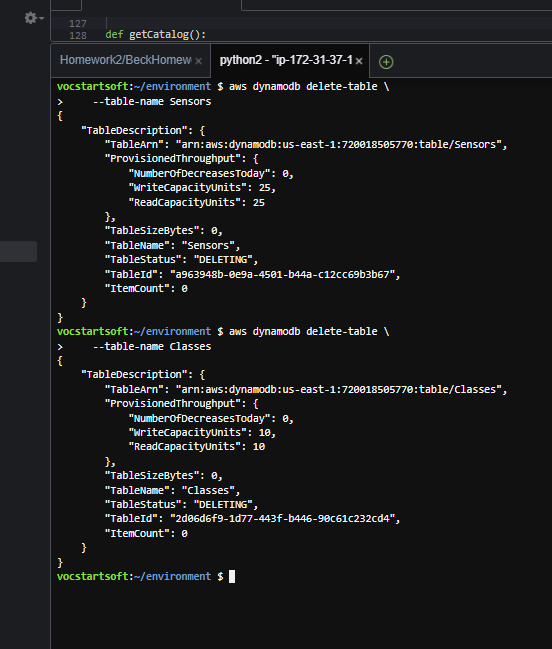 127
128 def getCatalog():
Homework2/BeckHomew × python2 - "ip-172-31-37-1 ×
vocstartsoft:~/environment $ aws dynamodb delete-table \
> --table-name Sensors
{
"TableDescription": {
"TableArn": "arn:aws:dynamodb:us-east-1:720018505770:table/Sensors",
"ProvisionedThroughput": {
"NumberOfDecreasesToday": 0,
"WriteCapacityUnits": 25,
"ReadCapacityUnits": 25
},
"TableSizeBytes": 0,
"TableName": "Sensors",
"TableStatus": "DELETING",
"TableId": "a963948b-0e9a-4501-b44a-c12cc69b3b67",
"ItemCount": 0
}
}
vocstartsoft:~/environment $ aws dynamodb delete-table \
> --table-name Classes
{
"TableDescription": {
"TableArn": "arn:aws:dynamodb:us-east-1:720018505770:table/Classes",
"ProvisionedThroughput": {
"NumberOfDecreasesToday": 0,
"WriteCapacityUnits": 10,
"ReadCapacityUnits": 10
},
"TableSizeBytes": 0,
"TableName": "Classes",
"TableStatus": "DELETING",
"TableId": "2d06d6f9-1d77-443f-b446-90c61c232cd4",
"ItemCount": 0
}
}
vocstartsoft:~/environment $